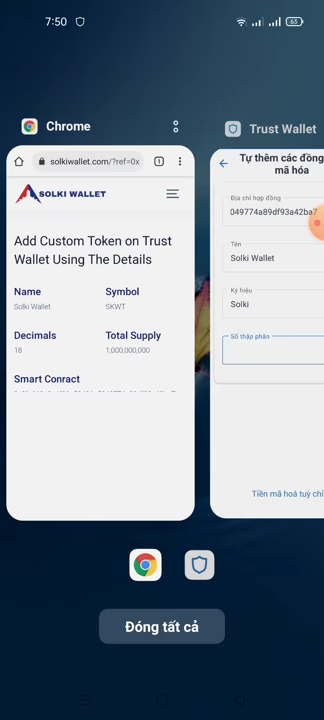 7:50
63
Chrome
Trust Wallet
solkiwallet.com/?ref=0x
1
SOLKI WALLET
Add Custom Token on Trust
Wallet Using The Details
Name
Symbol
Solki Wallet
SKWT
Decimals
Total Supply
18
1,000,000,000
Smart Conract
Tự thêm các đồng
mã hóa
Địa chỉ hợp đồng
049774a89df93a42ba7
Tên
Solki Wallet
Ký hiệu
Solki
Số thập phân
Tiền mã hoá tuỳ chỉ
Đóng tất cả